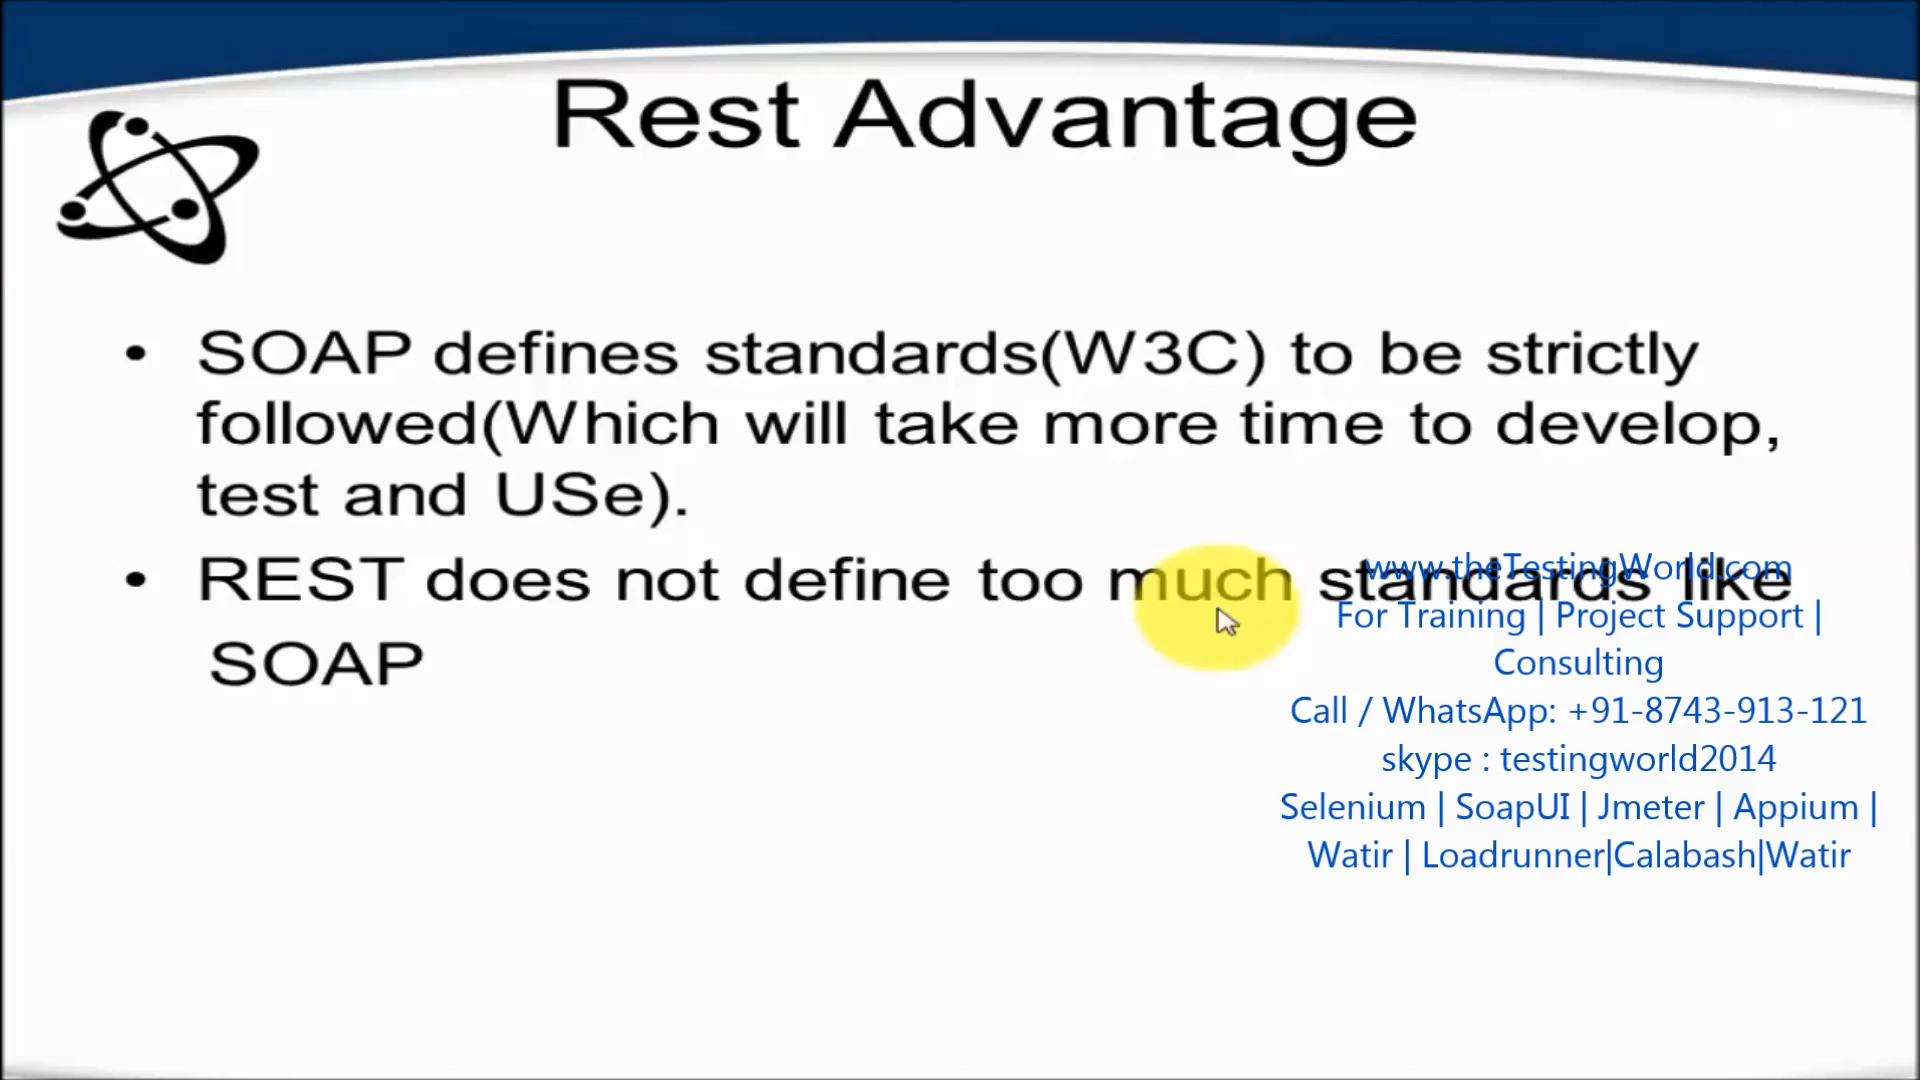 Rest Advantage
• SOAP defines standards(W3C) to be strictly
followed(Which will take more time to develop,
test and USe).
• REST does not define too much standards like
SOAP
www.theTestingWorld.com
For Training | Project Support |
Consulting
Call / WhatsApp: +91-8743-913-121
skype : testingworld2014
Selenium | SoapUI | Jmeter | Appium |
Watir | Loadrunner|Calabash|Watir